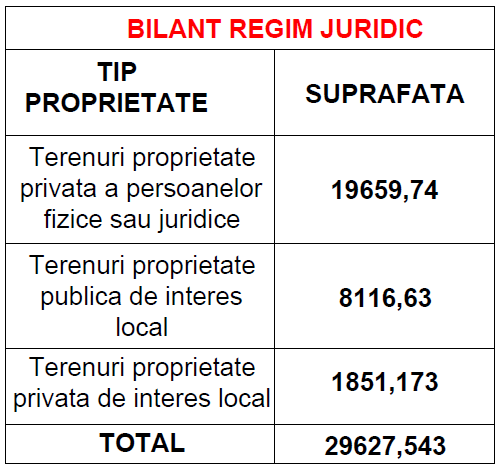 BILANT REGIM JURIDIC
TIP
PROPRIETATE
SUPRAFATA
Terenuri proprietate
privata a persoanelor
fizice sau juridice
19659,74
Terenuri proprietate
publica de interes
local
8116,63
Terenuri proprietate
privata de interes local
1851,173
TOTAL
29627,543